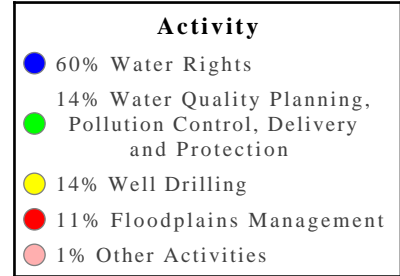 Activity
60% Water Rights
14% Water Quality Planning,
Pollution Control, Delivery
and Protection
14% Well Drilling
11% Floodplains Management
1% Other Activities